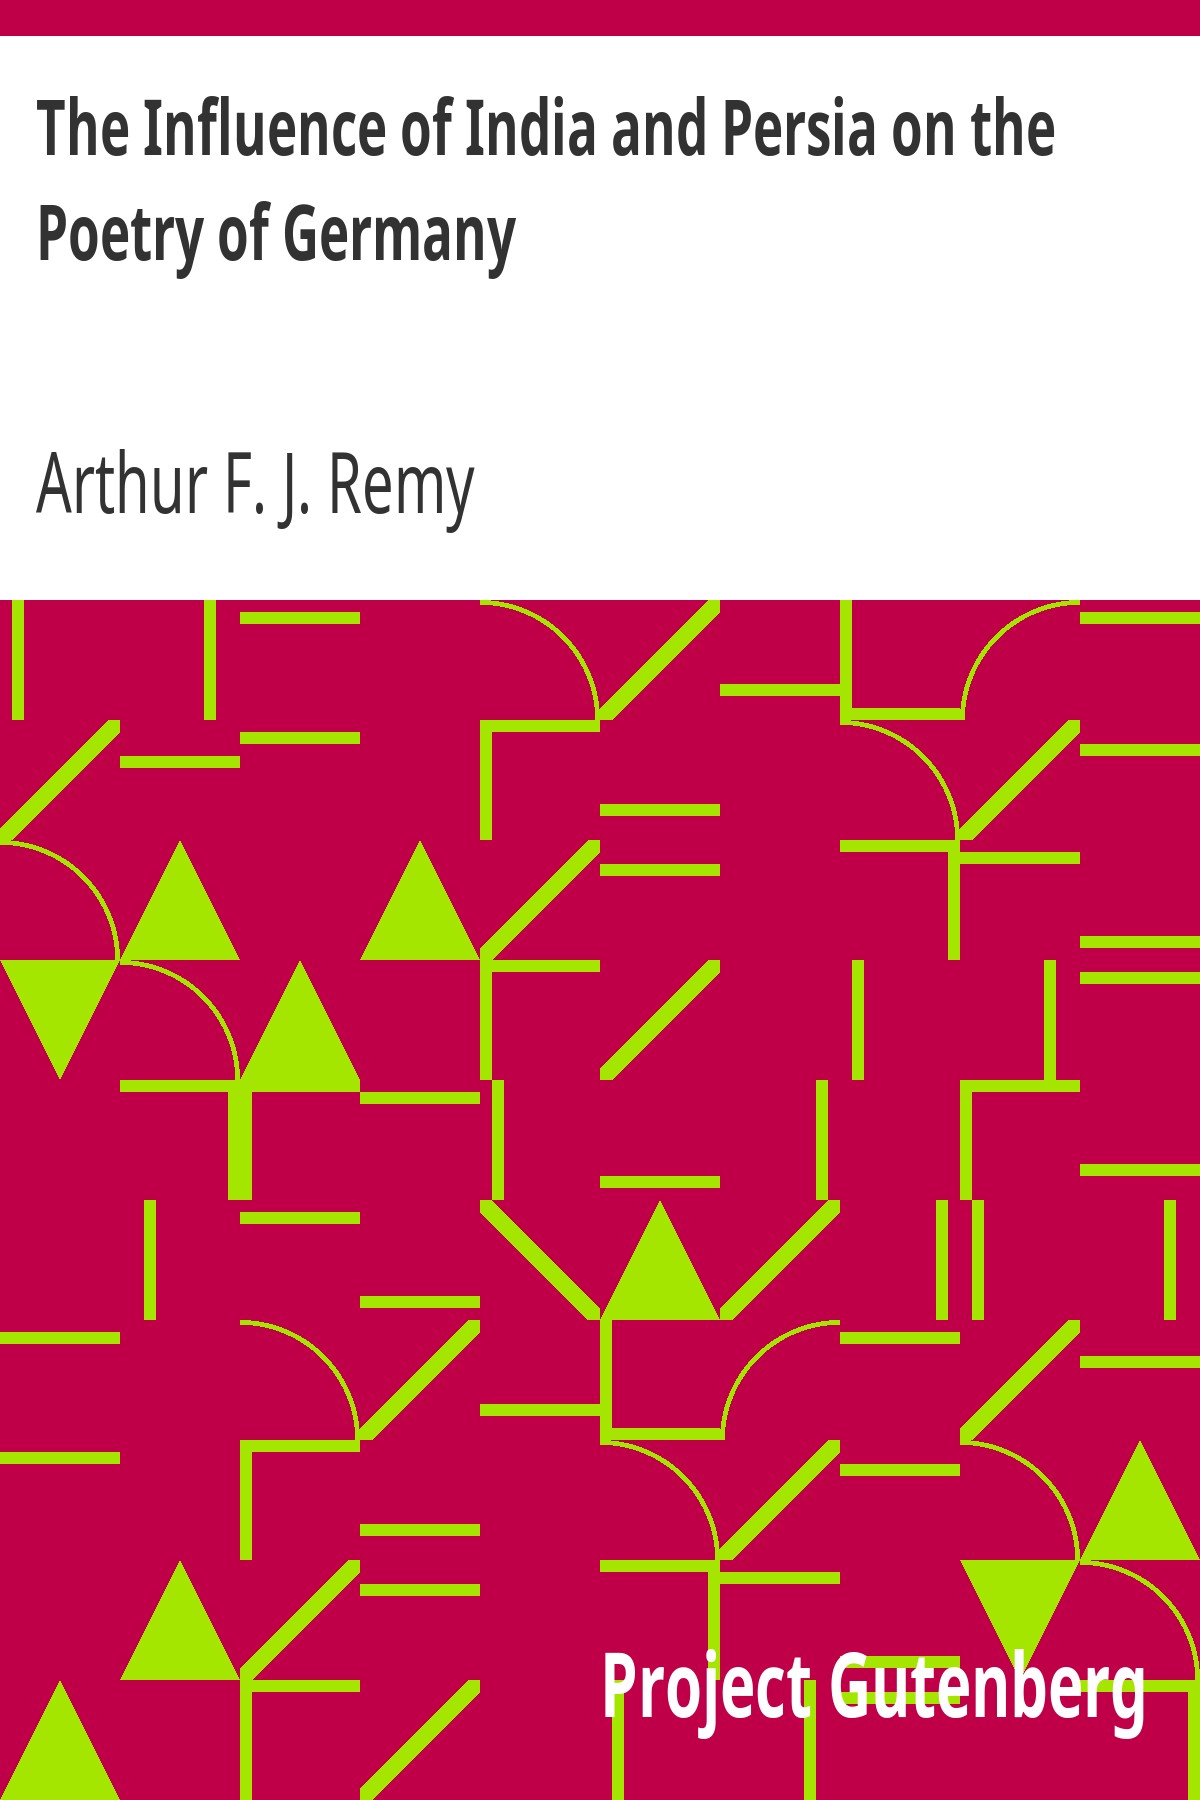 The Influence of India and Persia on the
Poetry of Germany
Arthur F. J. Remy
Project Gutenberg